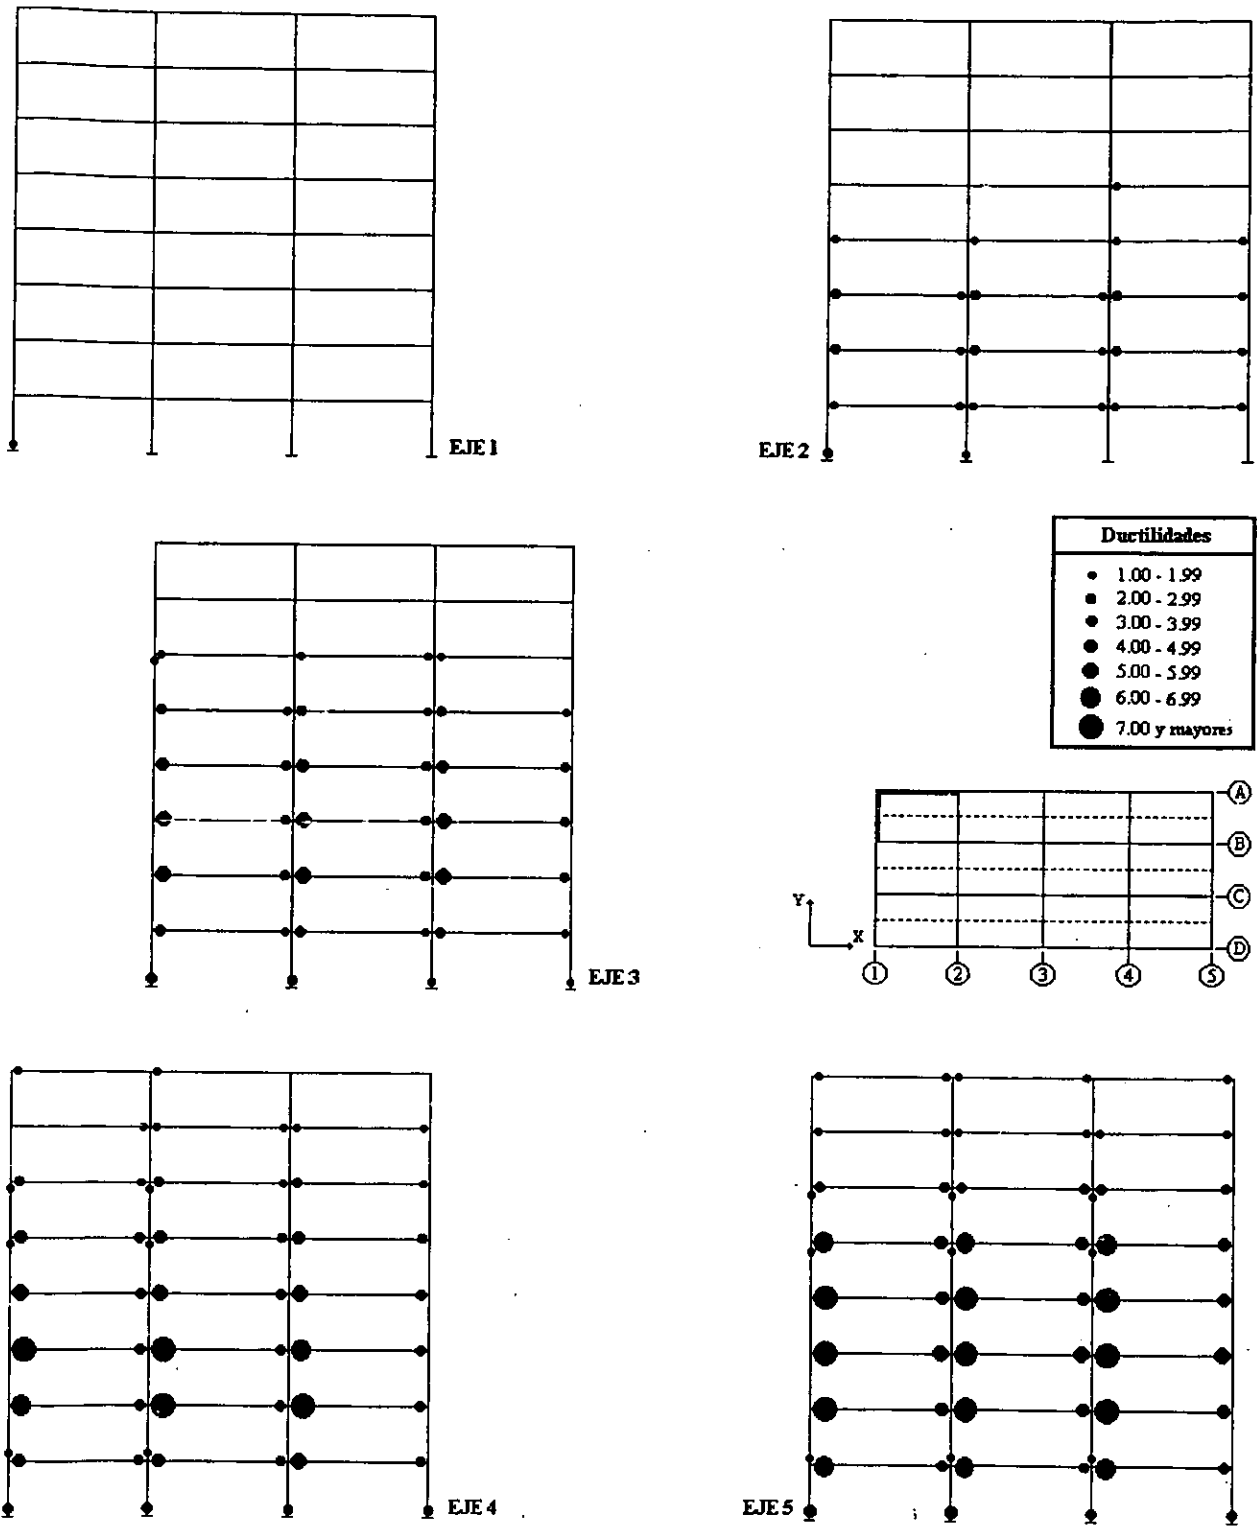 EJE 1
EJE 2
Ductilidades
1.00 - 1.99
2.00 - 2.99
3.00 - 3.99
4.00 - 4.99
5.00 - 5.99
6.00 - 6.99
7.00 y mayores
EJE 3
A
B
C
D
Y
X
1
2
3
4
5
EJE 4
EJE 5